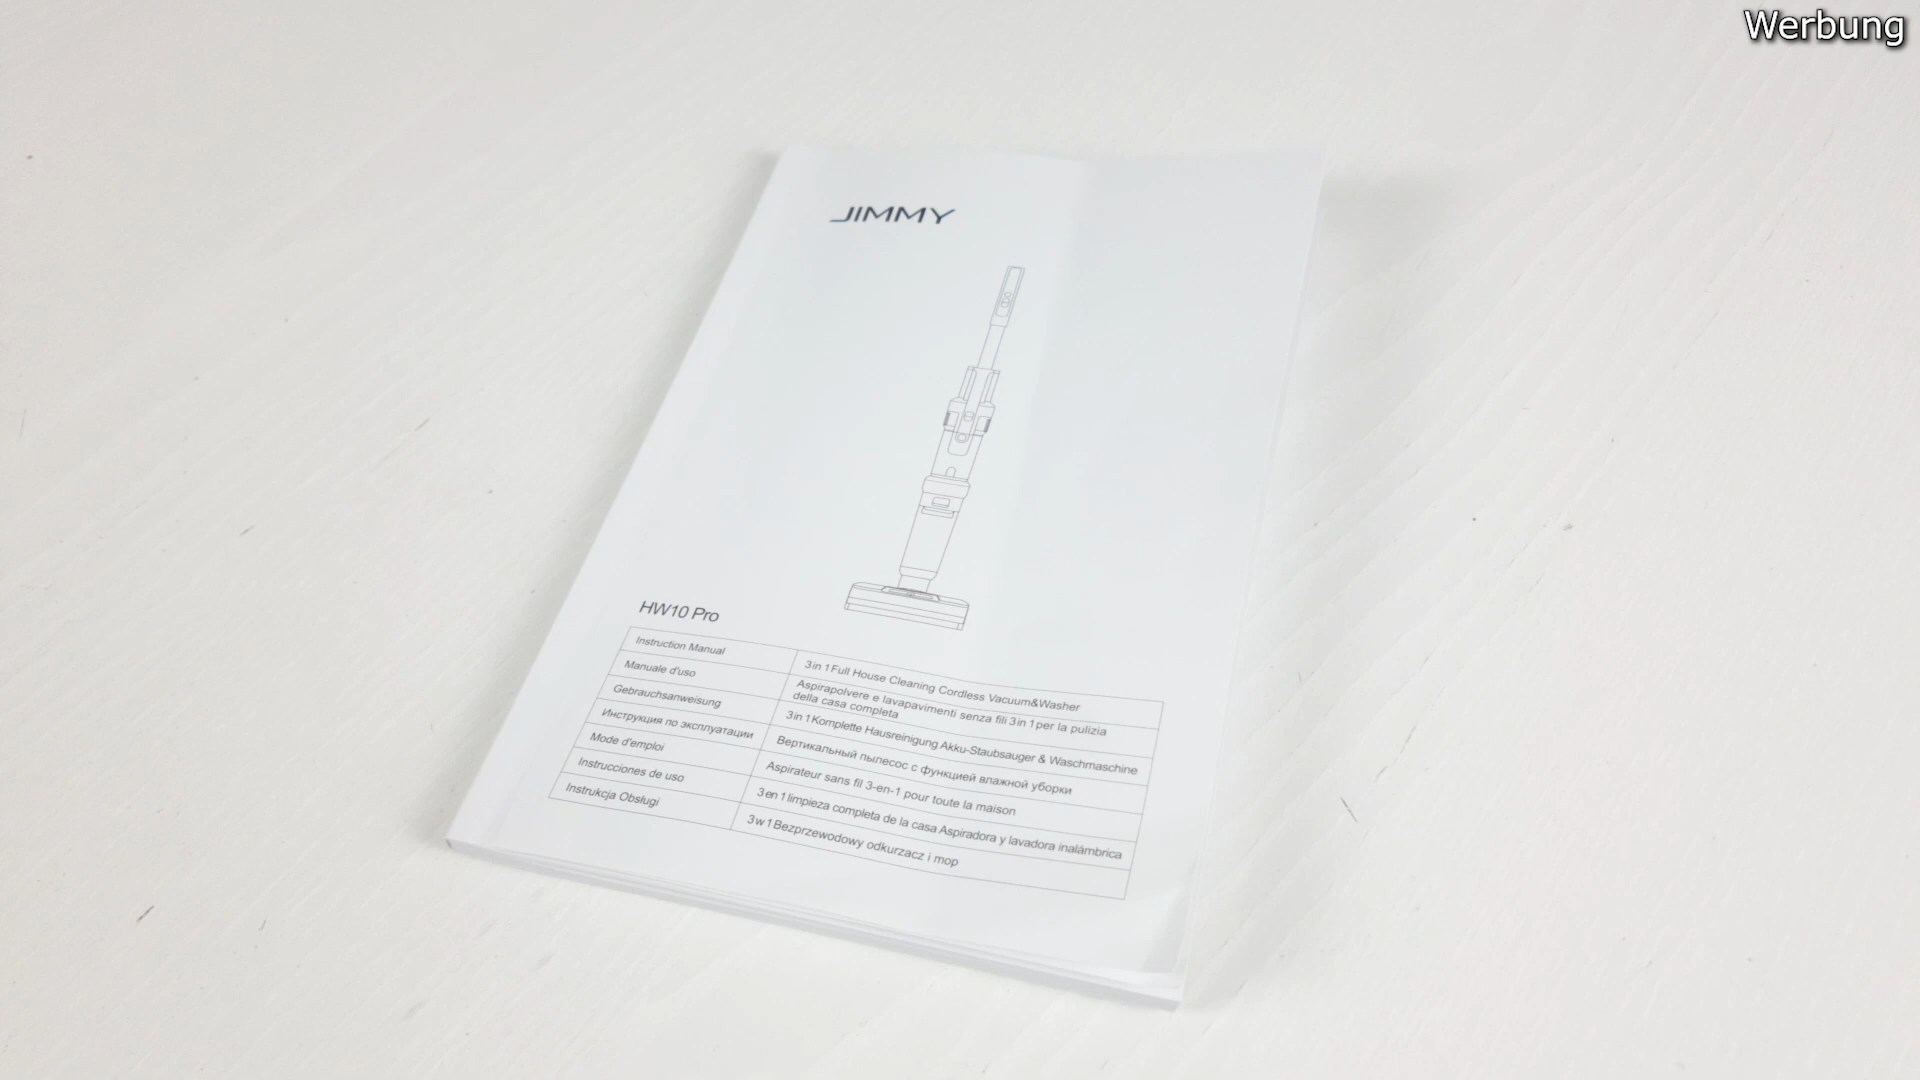 Werbung
JIMMY
HW10 Pro
Instruction Manual
3 in 1 Full House Cleaning Cordless Vacuum&Washer
Manuale d'uso
Aspirapolvere e lavapavimenti senza fili 3 in 1 per la pulizia
della casa completa
Gebrauchsanweisung
3 in 1 Komplette Hausreinigung Akku-Staubsauger & Waschmaschine
Инструкция по эксплуатации
Вертикальный пылесос с функцией влажной уборки
Mode d'emploi
Aspirateur sans fil 3-en-1 pour toute la maison
Instrucciones de uso
3 en 1 limpieza completa de la casa Aspiradora y lavadora inalámbrica
Instrukcja Obsługi
3 w 1 Bezprzewodowy odkurzacz i mop